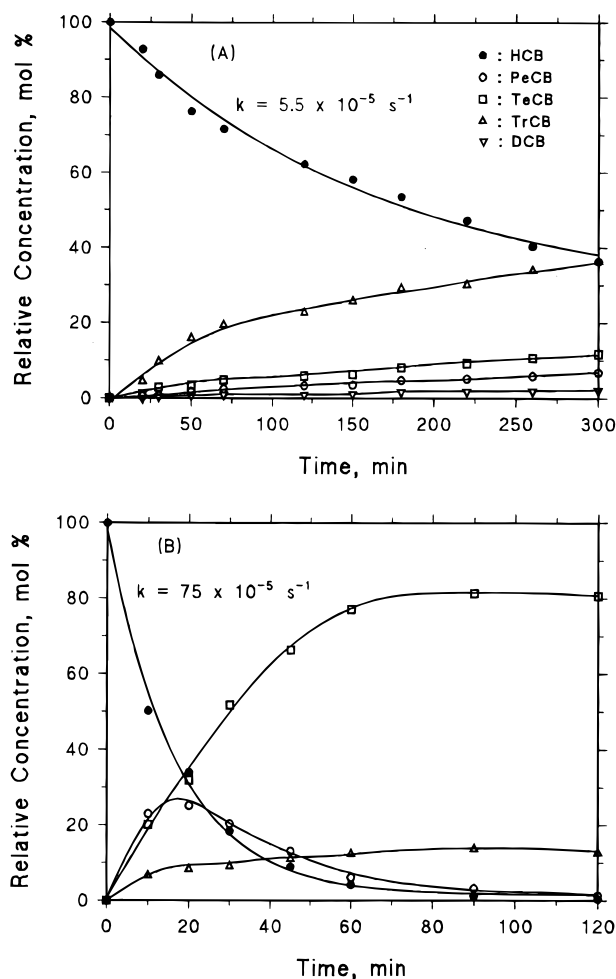 (A)
k = 5.5 x 10⁻⁵ s⁻¹
● : HCB
○ : PeCB
□ : TeCB
△ : TrCB
▽ : DCB
Relative Concentration, mol %
100
80
60
40
20
0
0 50 100 150 200 250 300
Time, min
(B)
k = 75 x 10⁻⁵ s⁻¹
Relative Concentration, mol %
100
80
60
40
20
0
0 20 40 60 80 100 120
Time, min